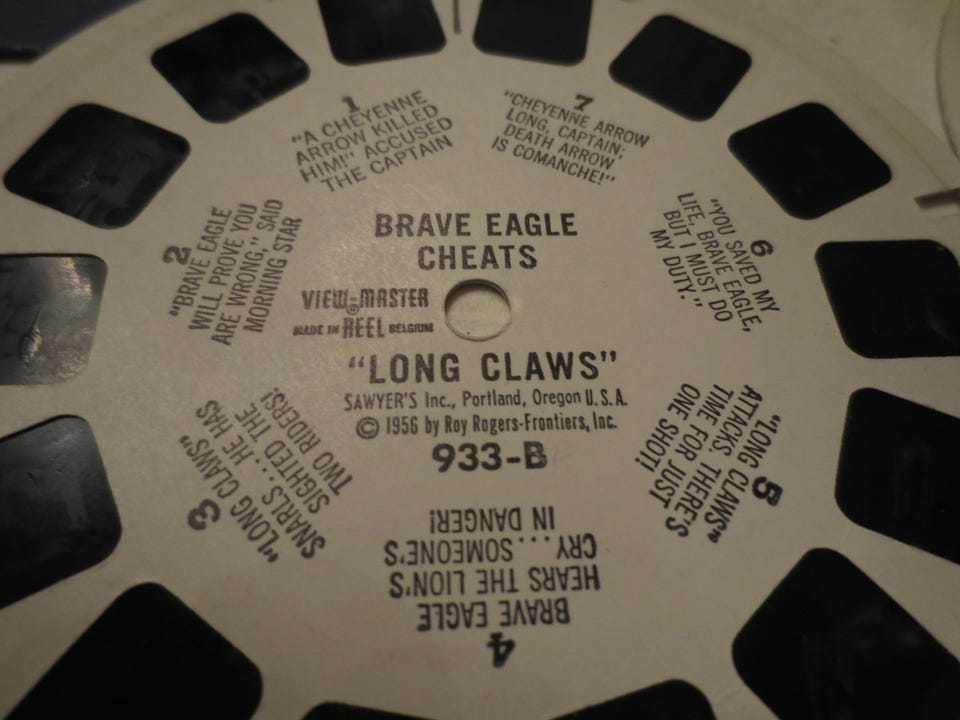 BRAVE EAGLE
CHEATS
VIEW-MASTER
®
MADE IN REEL BELGIUM
"LONG CLAWS"
SAWYER'S Inc., Portland, Oregon U.S.A.
© 1956 by Roy Rogers-Frontiers, Inc.
933-B
1
"A CHEYENNE
ARROW KILLED
HIM!" ACCUSED
THE CAPTAIN
2
"BRAVE EAGLE
WILL PROVE YOU
ARE WRONG," SAID
MORNING STAR
3
"LONG CLAWS"
SNARLS...HE HAS
SIGHTED THE
TWO RIDERS!
4
BRAVE EAGLE
HEARS THE LION'S
CRY...SOMEONE'S
IN DANGER!
5
"LONG CLAWS"
ATTACKS. THERE'S
TIME FOR JUST
ONE SHOT!
6
"YOU SAVED MY
LIFE, BRAVE EAGLE,
BUT I MUST DO
MY DUTY."
7
"CHEYENNE ARROW
LONG, CAPTAIN;
DEATH ARROW
IS COMANCHE!"